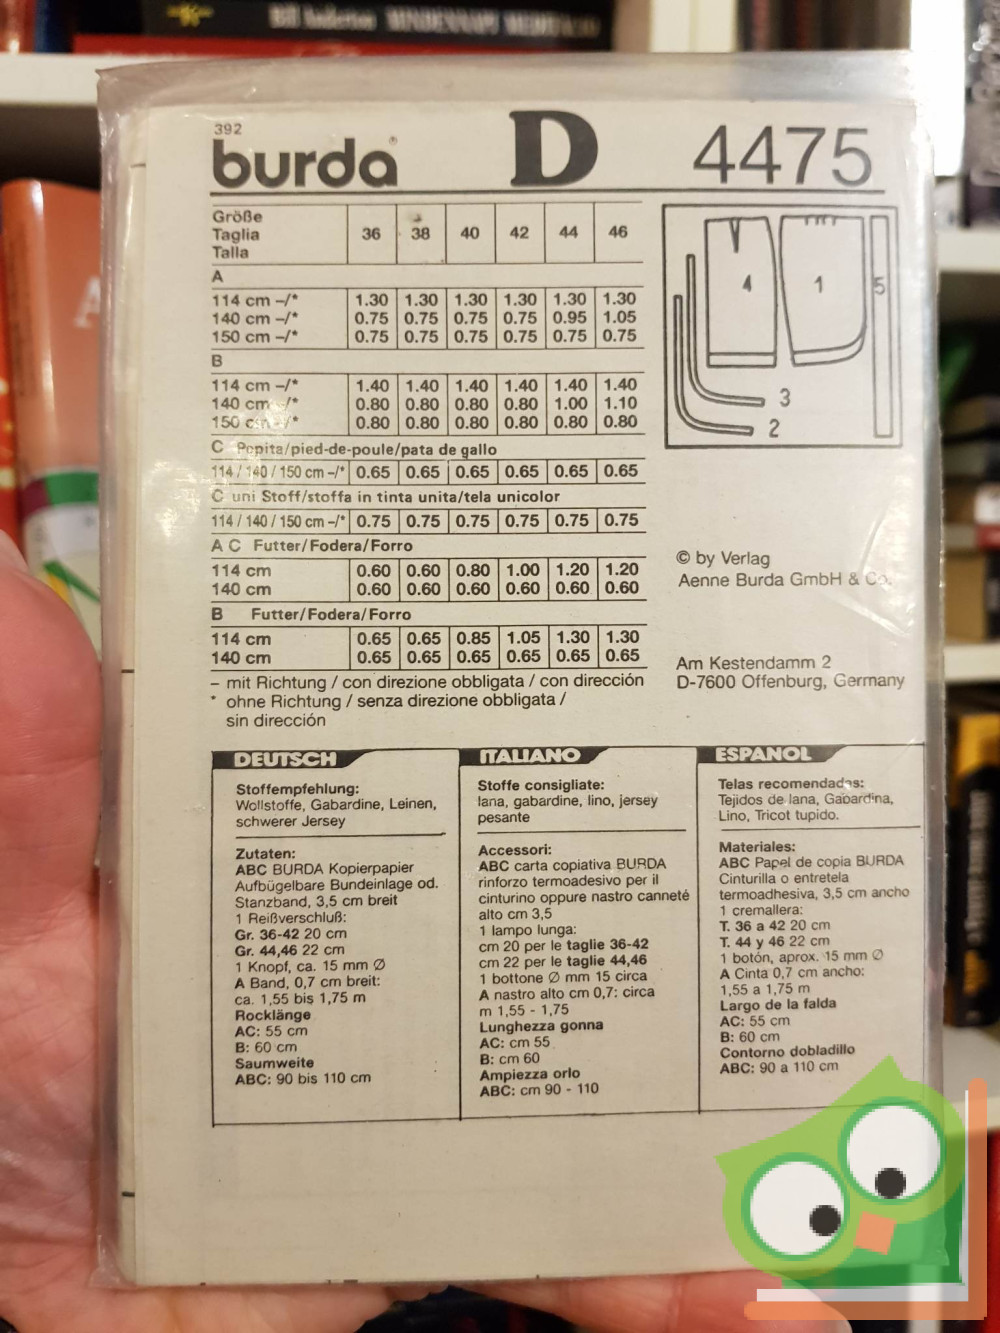 392
burda® D 4475
Größe
Taglia
Talla
36 38 40 42 44 46
A
114 cm –/* 1.30 1.30 1.30 1.30 1.30 1.30
140 cm –/* 0.75 0.75 0.75 0.75 0.95 1.05
150 cm –/* 0.75 0.75 0.75 0.75 0.75 0.75
B
114 cm –/* 1.40 1.40 1.40 1.40 1.40 1.40
140 cm –/* 0.80 0.80 0.80 0.80 1.00 1.10
150 cm –/* 0.80 0.80 0.80 0.80 0.80 0.80
C Pepita/pied-de-poule/pata de gallo
114 / 140 / 150 cm –/* 0.65 0.65 0.65 0.65 0.65 0.65
C uni Stoff/stoffa in tinta unita/tela unicolor
114 / 140 / 150 cm –/* 0.75 0.75 0.75 0.75 0.75 0.75
A C Futter/Fodera/Forro
114 cm 0.60 0.60 0.80 1.00 1.20 1.20
140 cm 0.60 0.60 0.60 0.60 0.60 0.60
B Futter/Fodera/Forro
114 cm 0.65 0.65 0.85 1.05 1.30 1.30
140 cm 0.65 0.65 0.65 0.65 0.65 0.65
– mit Richtung / con direzione obbligata / con dirección
* ohne Richtung / senza direzione obbligata /
sin dirección
4 1 5
3
2
© by Verlag
Aenne Burda GmbH & Co.
Am Kestendamm 2
D-7600 Offenburg, Germany
DEUTSCH
Stoffempfehlung:
Wollstoffe, Gabardine, Leinen,
schwerer Jersey
Zutaten:
ABC BURDA Kopierpapier
Aufbügelbare Bundeinlage od.
Stanzband, 3,5 cm breit
1 Reißverschluß:
Gr. 36-42 20 cm
Gr. 44,46 22 cm
1 Knopf, ca. 15 mm Ø
A Band, 0,7 cm breit:
ca. 1,55 bis 1,75 m
Rocklänge
AC: 55 cm
B: 60 cm
Saumweite
ABC: 90 bis 110 cm
ITALIANO
Stoffe consigliate:
lana, gabardine, lino, jersey
pesante
Accessori:
ABC carta copiativa BURDA
rinforzo termoadesivo per il
cinturino oppure nastro canneté
alto cm 3,5
1 lampo lunga:
cm 20 per le taglie 36-42
cm 22 per le taglie 44,46
1 bottone Ø mm 15 circa
A nastro alto cm 0,7: circa
m 1,55 - 1,75
Lunghezza gonna
AC: cm 55
B: cm 60
Ampiezza orlo
ABC: cm 90 - 110
ESPAÑOL
Telas recomendadas:
Tejidos de lana, Gabardina,
Lino, Tricot tupido.
Materiales:
ABC Papel de copia BURDA
Cinturilla o entretela
termoadhesiva, 3,5 cm ancho
1 cremallera:
T. 36 a 42 20 cm
T. 44 y 46 22 cm
1 botón, aprox. 15 mm Ø
A Cinta 0,7 cm ancho:
1,55 a 1,75 m
Largo de la falda
AC: 55 cm
B: 60 cm
Contorno dobladillo
ABC: 90 a 110 cm